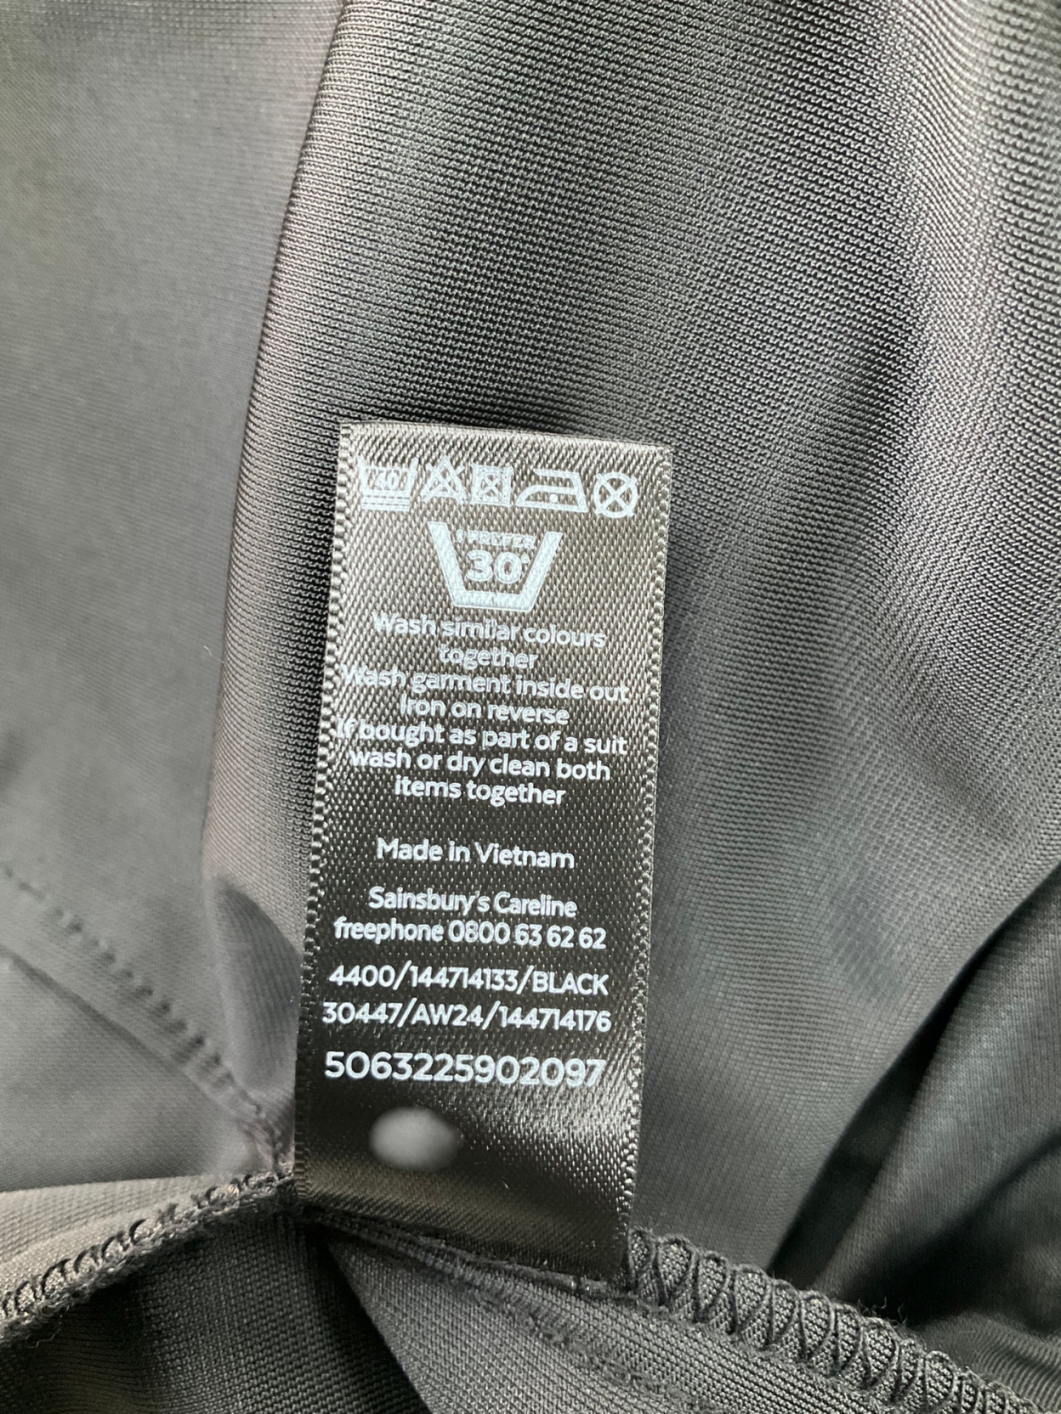 40°
I PREFER
30°
Wash similar colours
together
Wash garment inside out
Iron on reverse
If bought as part of a suit
wash or dry clean both
items together
Made in Vietnam
Sainsbury's Careline
freephone 0800 63 62 62
4400/144714133/BLACK
30447/AW24/144714176
5063225902097